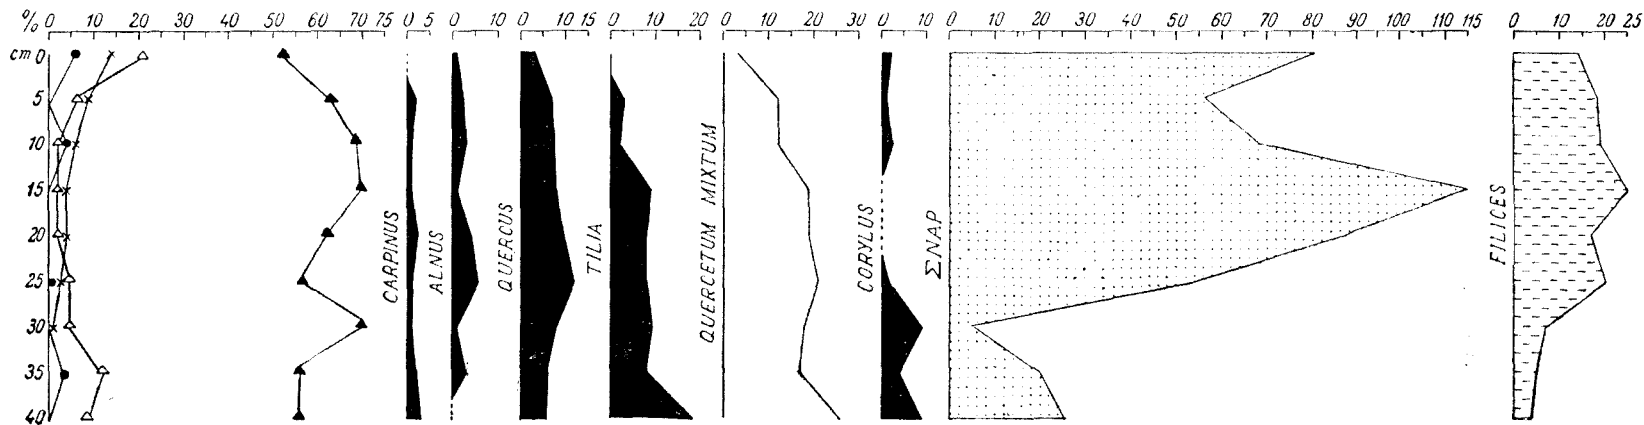 % 0 10 20 30 40 50 60 70 75 0 5 0 10 0 10 15 0 10 20 0 10 20 30 0 10 0 10 20 30 40 50 60 70 80 90 100 110 115 0 10 20 25
cm 0
5
10
15
20
25
30
35
40
CARPINUS
ALNUS
QUERCUS
TILIA
QUERCETUM MIXTUM
CORYLUS
ΣNAP
FILICES